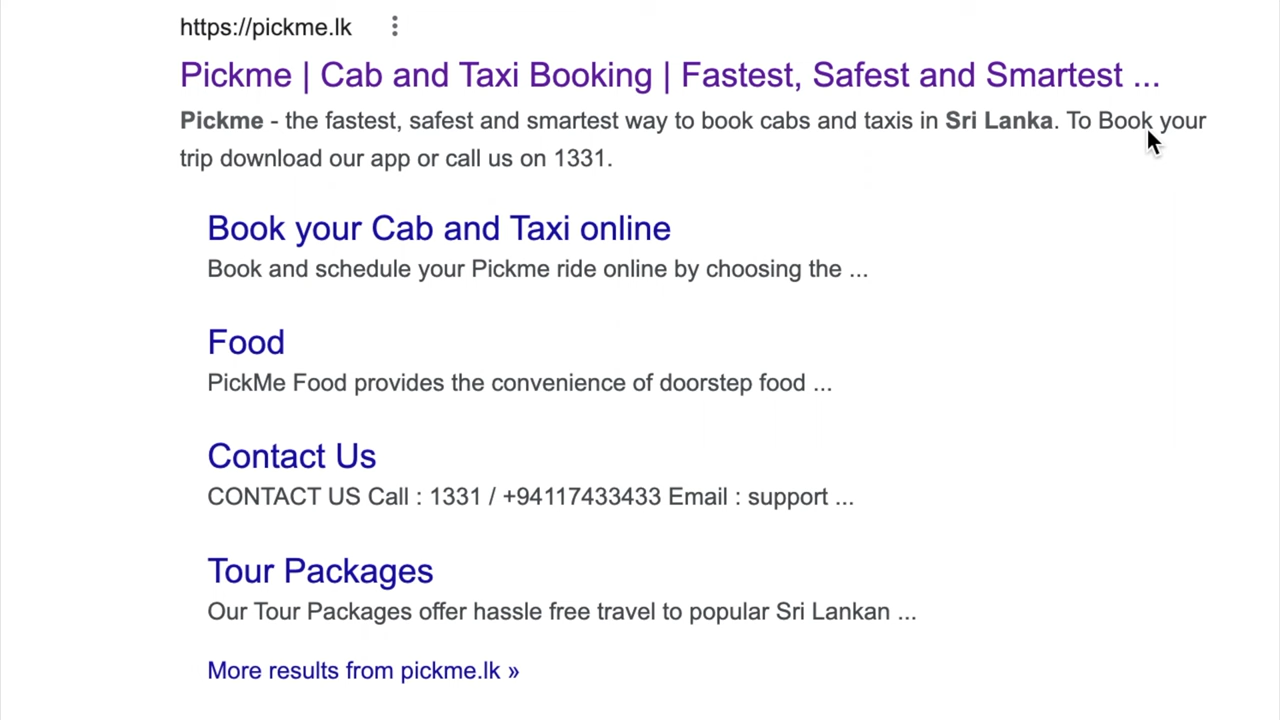 https://pickme.lk
Pickme | Cab and Taxi Booking | Fastest, Safest and Smartest ...
Pickme - the fastest, safest and smartest way to book cabs and taxis in Sri Lanka. To Book your
trip download our app or call us on 1331.
Book your Cab and Taxi online
Book and schedule your Pickme ride online by choosing the ...
Food
PickMe Food provides the convenience of doorstep food ...
Contact Us
CONTACT US Call : 1331 / +94117433433 Email : support ...
Tour Packages
Our Tour Packages offer hassle free travel to popular Sri Lankan ...
More results from pickme.lk »